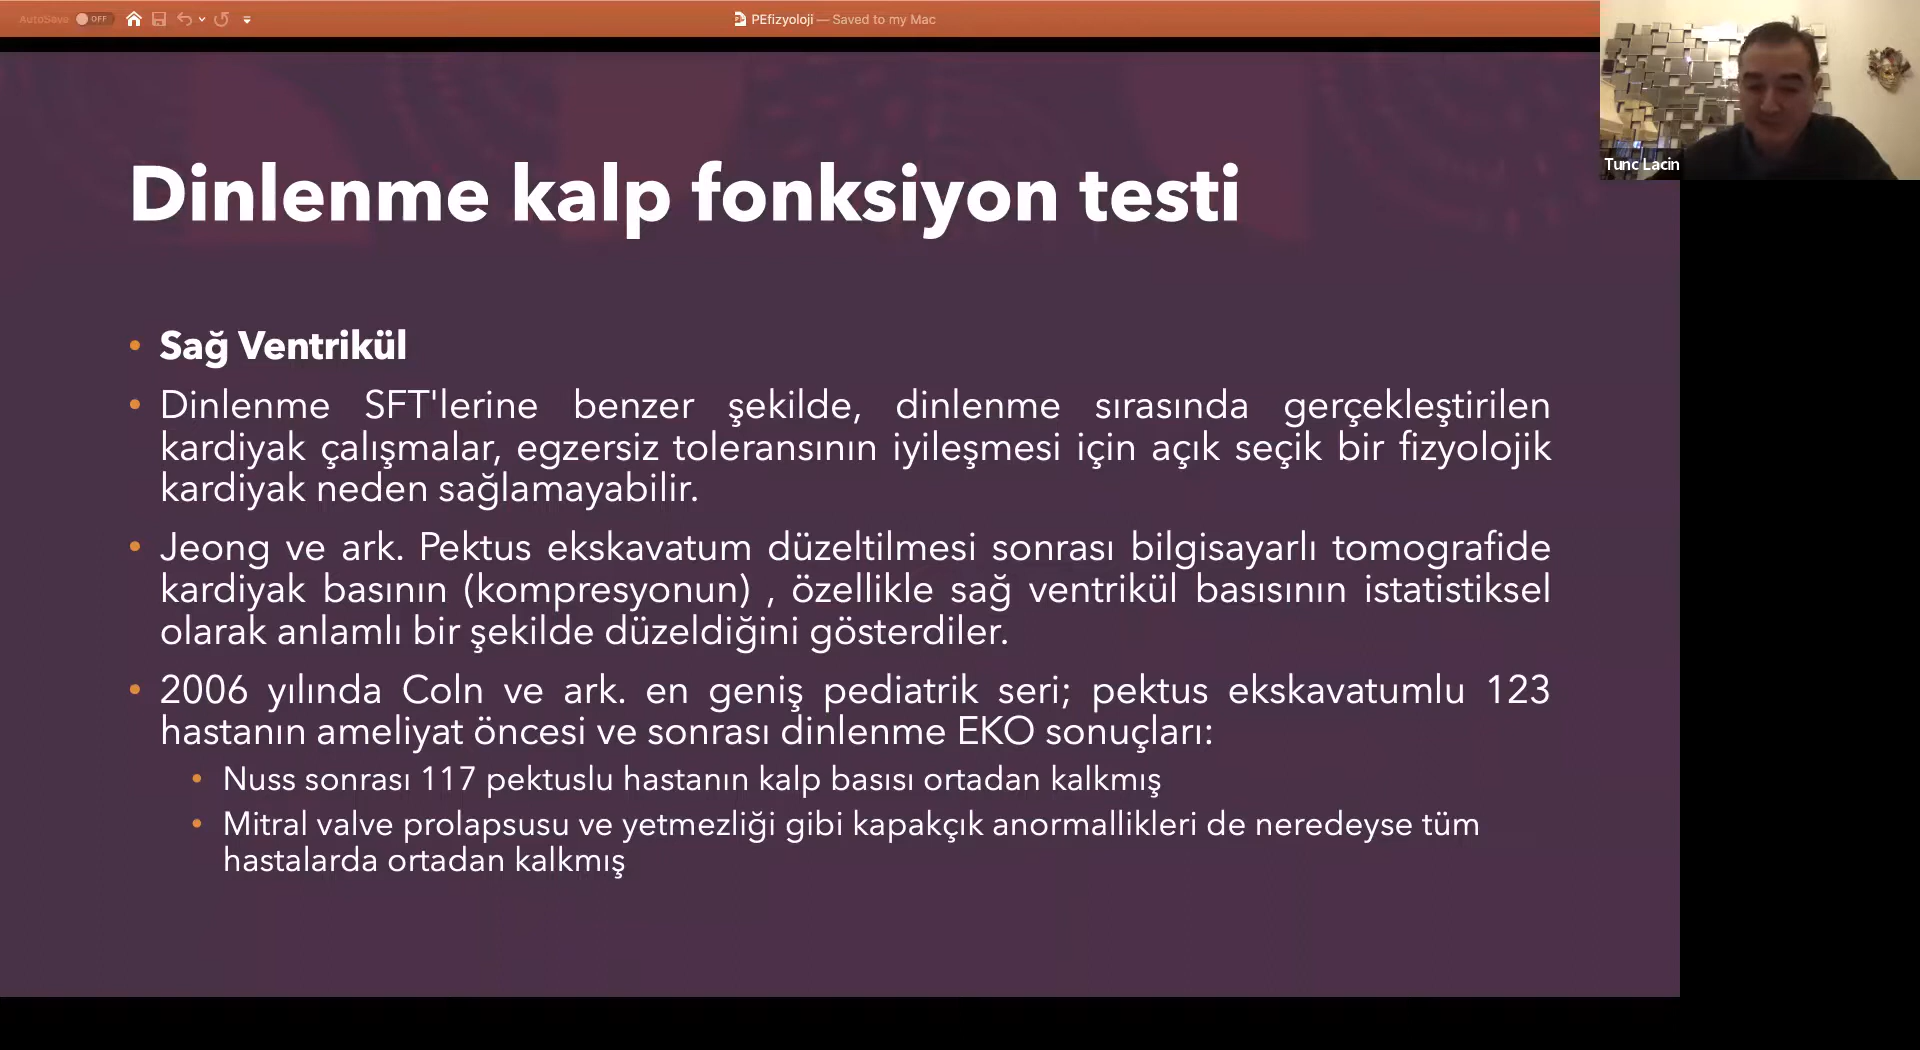 AutoSave OFF
PEfizyoloji — Saved to my Mac
Tunc Lacin
Dinlenme kalp fonksiyon testi
• Sağ Ventrikül
• Dinlenme SFT'lerine benzer şekilde, dinlenme sırasında gerçekleştirilen
kardiyak çalışmalar, egzersiz toleransının iyileşmesi için açık seçik bir fizyolojik
kardiyak neden sağlamayabilir.
• Jeong ve ark. Pektus ekskavatum düzeltilmesi sonrası bilgisayarlı tomografide
kardiyak basının (kompresyonun) , özellikle sağ ventrikül basısının istatistiksel
olarak anlamlı bir şekilde düzeldiğini gösterdiler.
• 2006 yılında Coln ve ark. en geniş pediatrik seri; pektus ekskavatumlu 123
hastanın ameliyat öncesi ve sonrası dinlenme EKO sonuçları:
• Nuss sonrası 117 pektuslu hastanın kalp basısı ortadan kalkmış
• Mitral valve prolapsusu ve yetmezliği gibi kapakçık anormallikleri de neredeyse tüm
hastalarda ortadan kalkmış